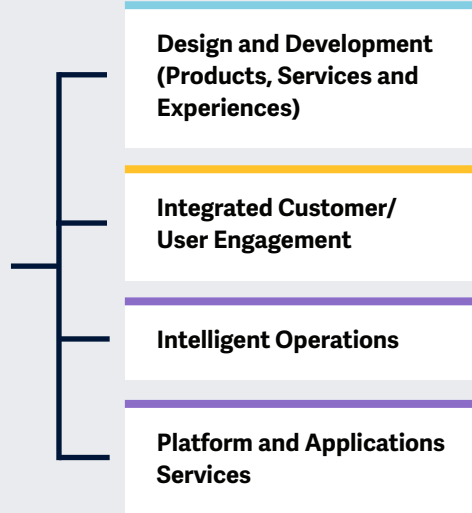 Design and Development
(Products, Services and
Experiences)
Integrated Customer/
User Engagement
Intelligent Operations
Platform and Applications
Services